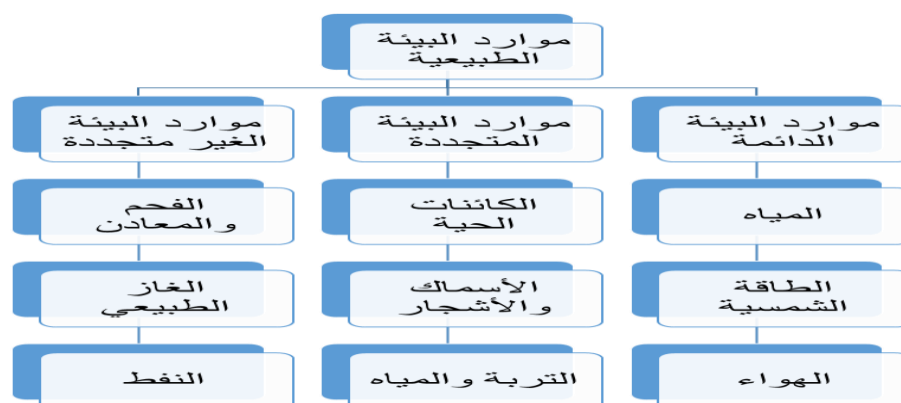 موارد البيئة
الطبيعية
موارد البيئة
الدائمة
المياه
الطاقة
الشمسية
الهواء
موارد البيئة
المتجددة
الكائنات
الحية
الأسماك
والأشجار
التربة والمياه
موارد البيئة
الغير متجددة
الفحم
والمعادن
الغاز
الطبيعي
النفط